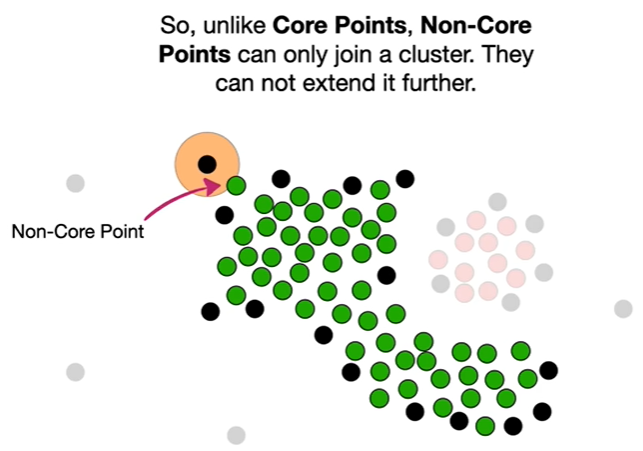 So, unlike Core Points, Non-Core
Points can only join a cluster. They
can not extend it further.
Non-Core Point